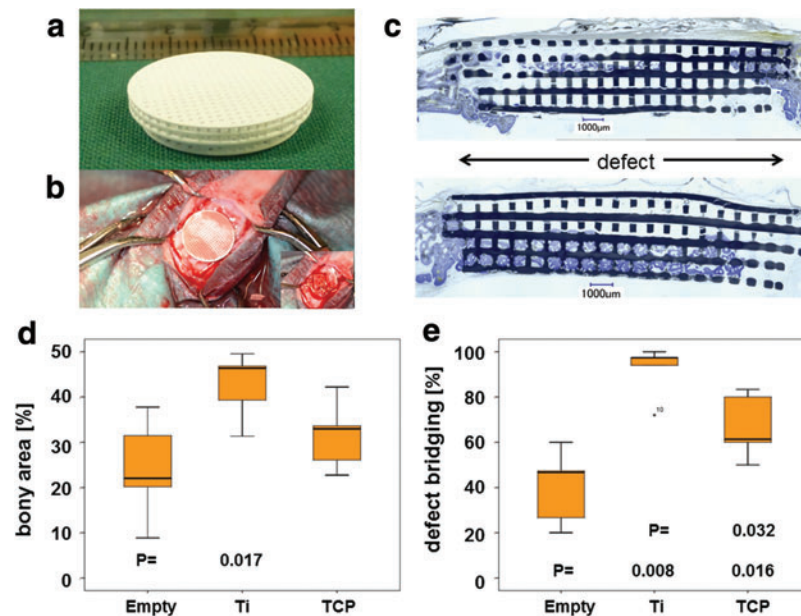 a
b
c
1000μm
defect
1000μm
d
bony area [%]
50
40
30
20
10
0
P= 0.017
Empty Ti TCP
e
defect bridging [%]
100
80
60
40
20
0
10
P= 0.032
P= 0.008 0.016
Empty Ti TCP